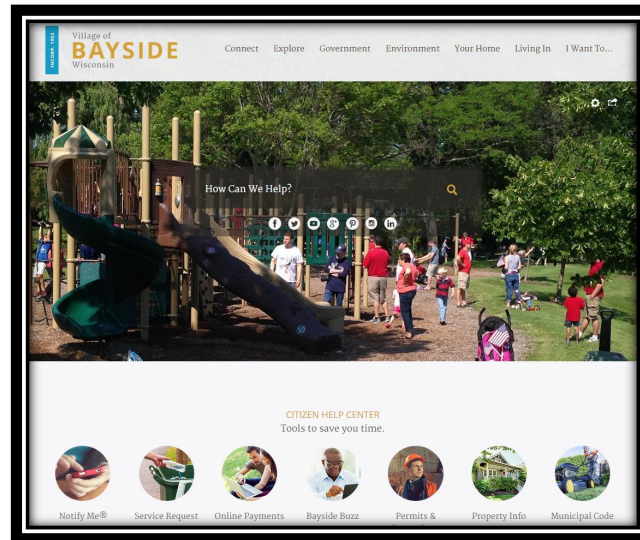 INCORP. 1953
Village of
BAYSIDE
Wisconsin
Connect Explore Government Environment Your Home Living In I Want To...
How Can We Help?
CITIZEN HELP CENTER
Tools to save you time.
Notify Me® Service Request Online Payments Bayside Buzz Permits & Property Info Municipal Code